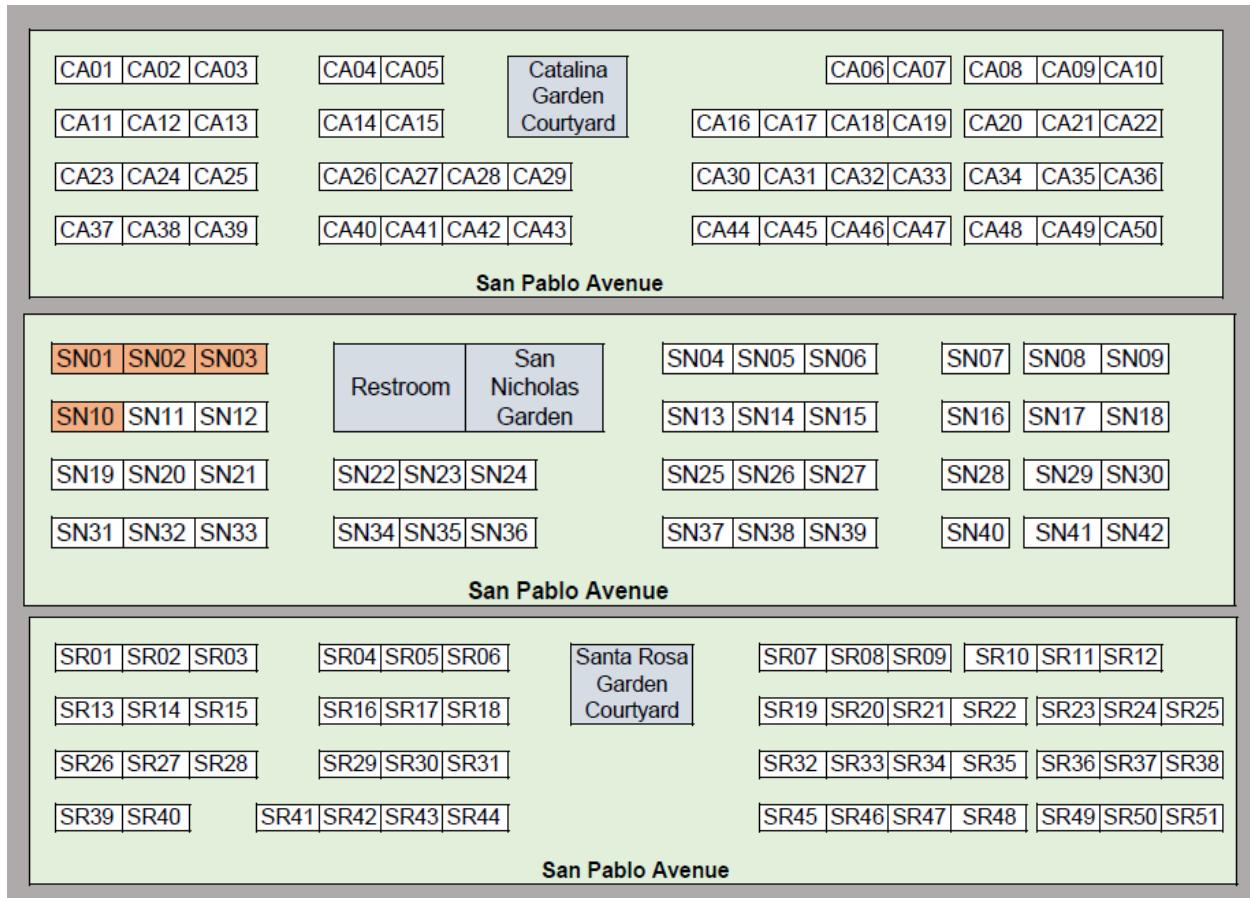 CA01 CA02 CA03 CA04 CA05 Catalina CA06 CA07 CA08 CA09 CA10
Garden
CA11 CA12 CA13 CA14 CA15 Courtyard CA16 CA17 CA18 CA19 CA20 CA21 CA22
CA23 CA24 CA25 CA26 CA27 CA28 CA29 CA30 CA31 CA32 CA33 CA34 CA35 CA36
CA37 CA38 CA39 CA40 CA41 CA42 CA43 CA44 CA45 CA46 CA47 CA48 CA49 CA50
San Pablo Avenue
SN01 SN02 SN03 San SN04 SN05 SN06 SN07 SN08 SN09
Restroom Nicholas
SN10 SN11 SN12 Garden SN13 SN14 SN15 SN16 SN17 SN18
SN19 SN20 SN21 SN22 SN23 SN24 SN25 SN26 SN27 SN28 SN29 SN30
SN31 SN32 SN33 SN34 SN35 SN36 SN37 SN38 SN39 SN40 SN41 SN42
San Pablo Avenue
SR01 SR02 SR03 SR04 SR05 SR06 Santa Rosa SR07 SR08 SR09 SR10 SR11 SR12
Garden
SR13 SR14 SR15 SR16 SR17 SR18 Courtyard SR19 SR20 SR21 SR22 SR23 SR24 SR25
SR26 SR27 SR28 SR29 SR30 SR31 SR32 SR33 SR34 SR35 SR36 SR37 SR38
SR39 SR40 SR41 SR42 SR43 SR44 SR45 SR46 SR47 SR48 SR49 SR50 SR51
San Pablo Avenue